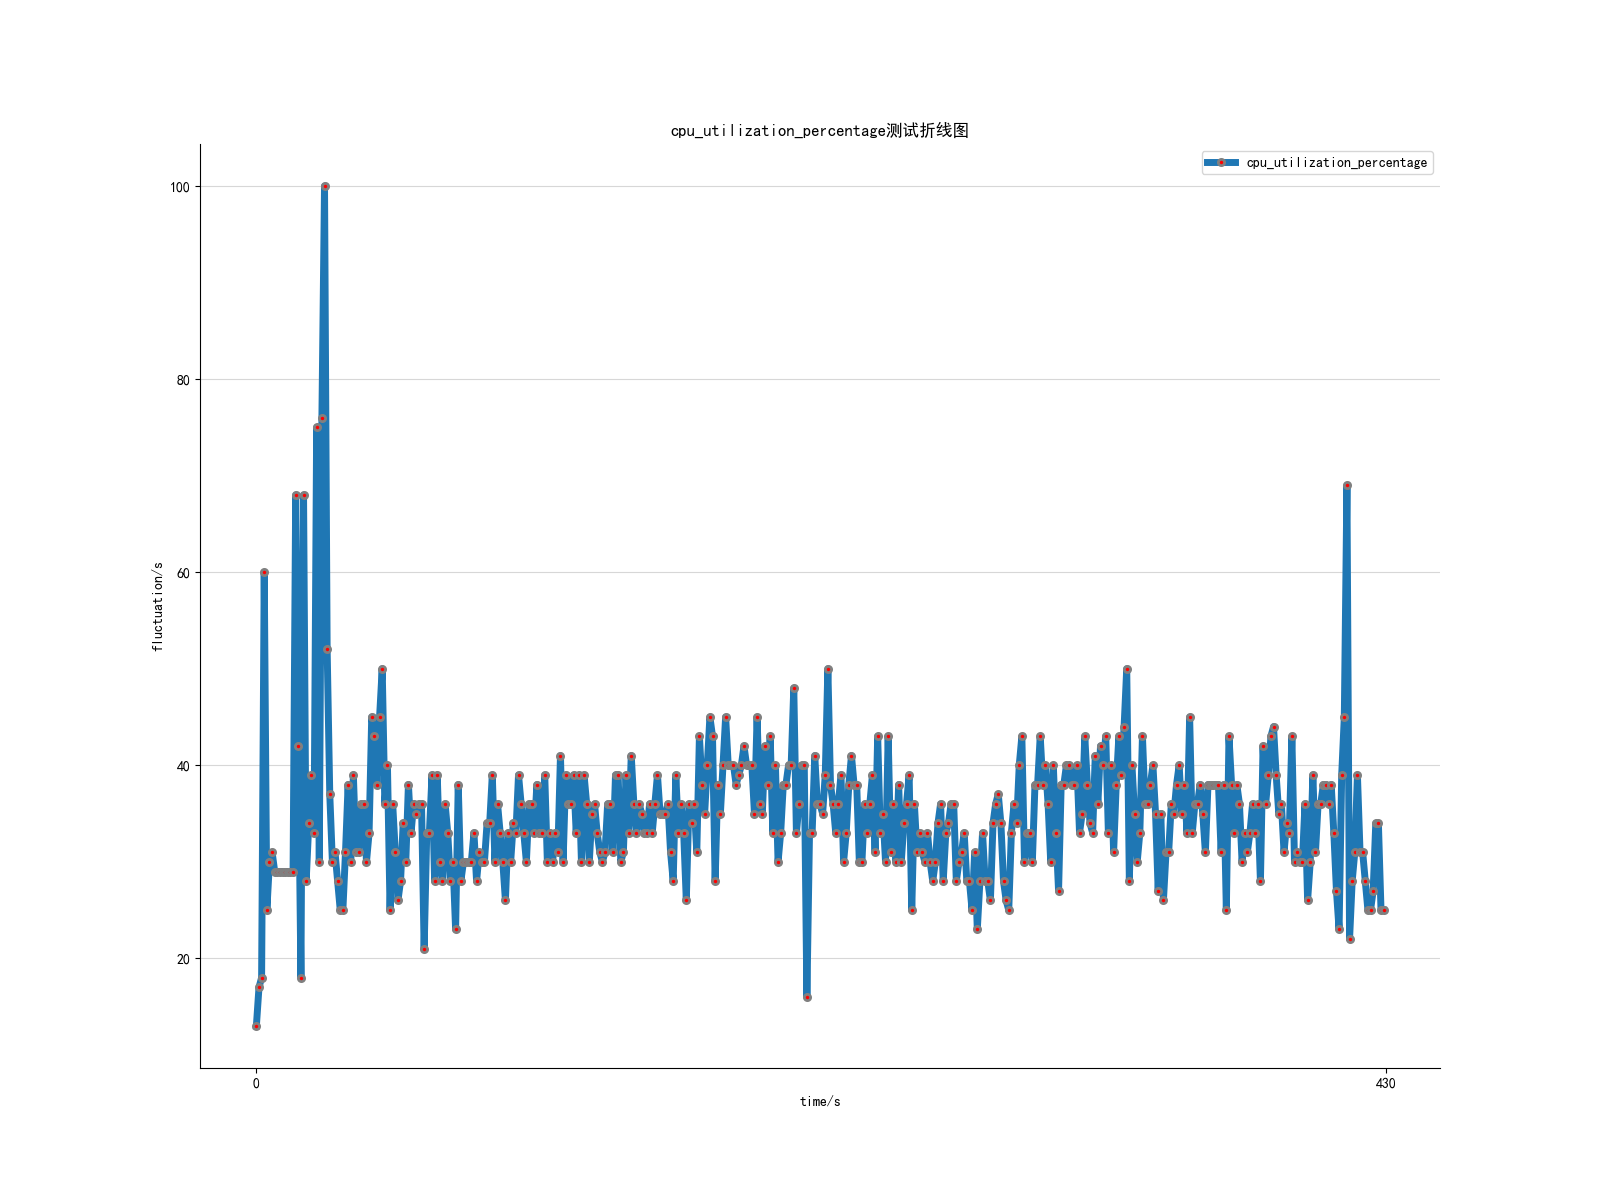 cpu_utilization_percentage测试折线图
cpu_utilization_percentage
100
80
60
40
20
fluctuation/s
0
430
time/s